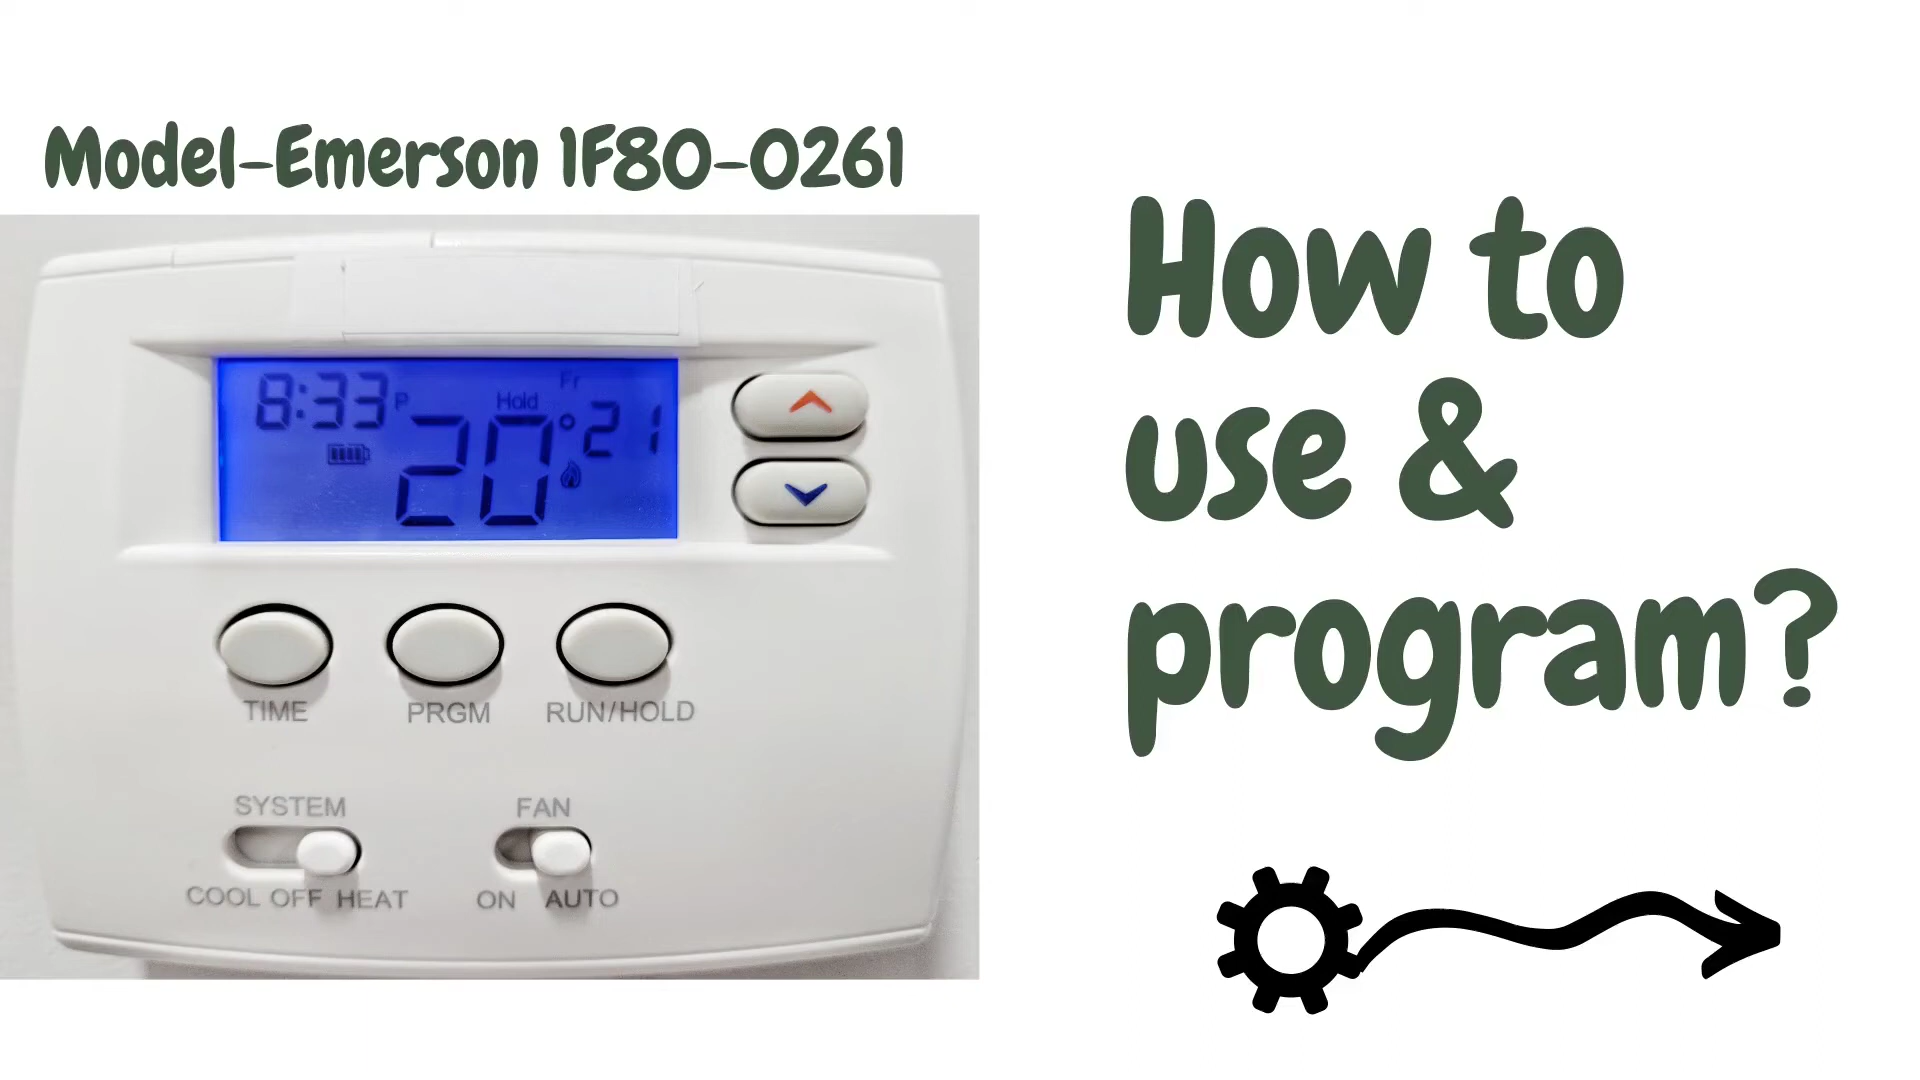 Model-Emerson 1F80-0261
How to
use &
program?
8:33 P Hold Fr
20° 21
TIME PRGM RUN/HOLD
SYSTEM FAN
COOL OFF HEAT ON AUTO